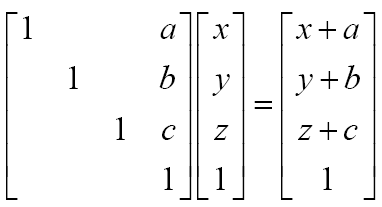 1 a x x + a
1 b y = y + b
1 c z z + c
1 1 1